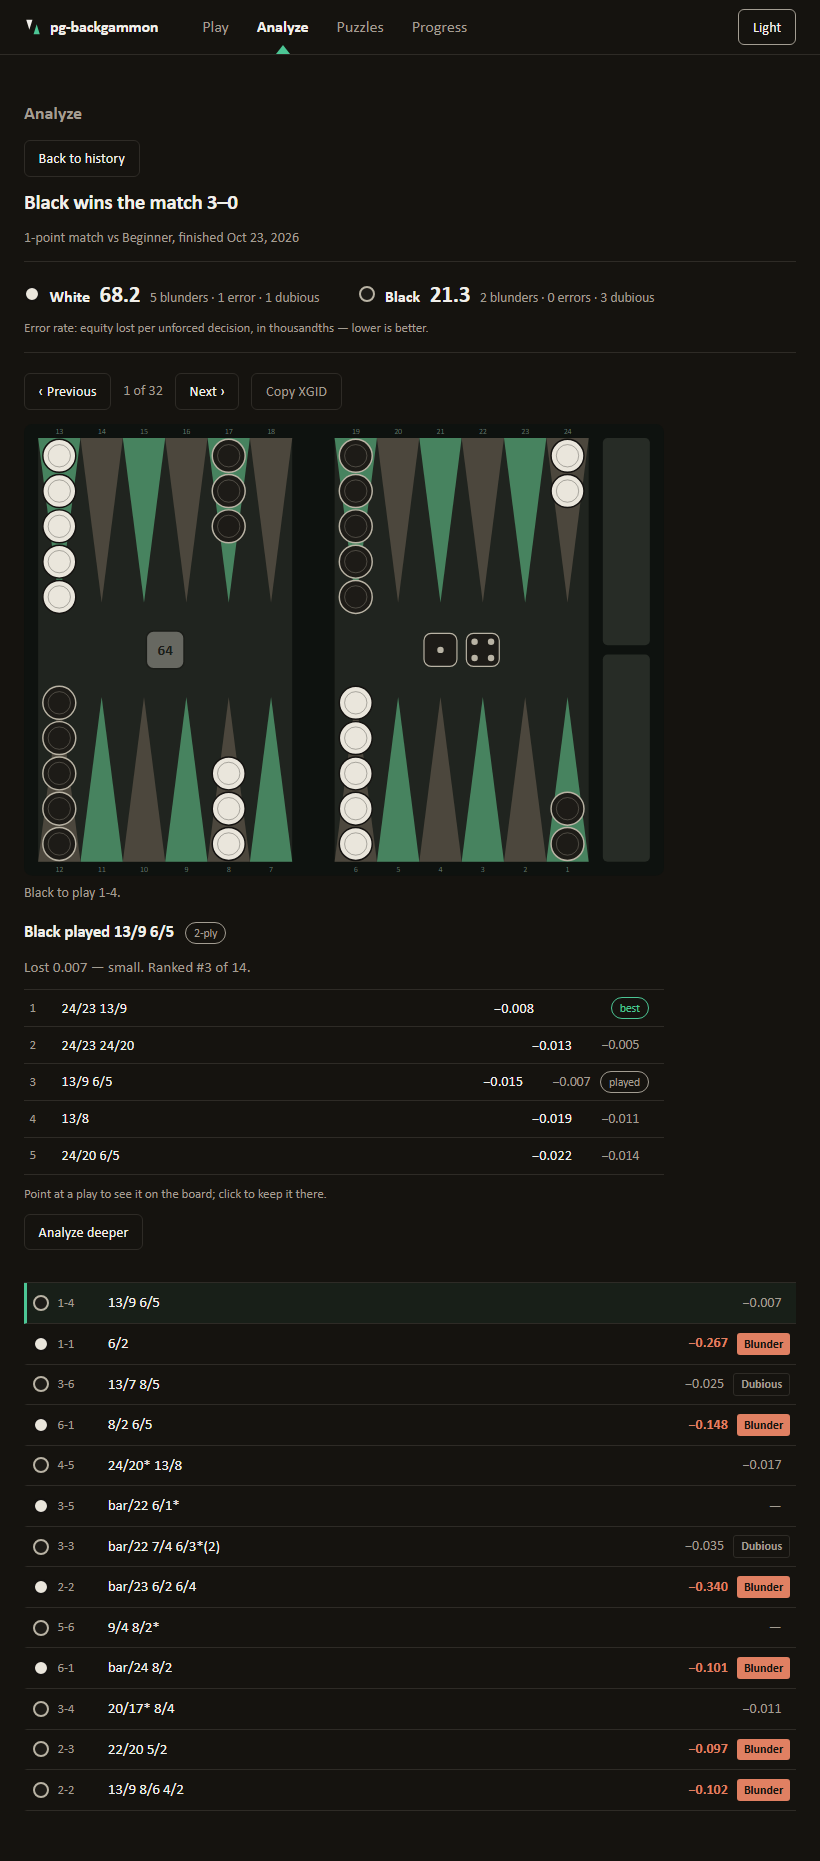 pg-backgammon Play Analyze Puzzles Progress Light
Analyze
Back to history
Black wins the match 3–0
1-point match vs Beginner, finished Oct 23, 2026
White 68.2 5 blunders · 1 error · 1 dubious Black 21.3 2 blunders · 0 errors · 3 dubious
Error rate: equity lost per unforced decision, in thousandths — lower is better.
‹ Previous 1 of 32 Next › Copy XGID
13 14 15 16 17 18 19 20 21 22 23 24
64
12 11 10 9 8 7 6 5 4 3 2 1
Black to play 1-4.
Black played 13/9 6/5 2-ply
Lost 0.007 — small. Ranked #3 of 14.
1 24/23 13/9 −0.008 best
2 24/23 24/20 −0.013 −0.005
3 13/9 6/5 −0.015 −0.007 played
4 13/8 −0.019 −0.011
5 24/20 6/5 −0.022 −0.014
Point at a play to see it on the board; click to keep it there.
Analyze deeper
1-4 13/9 6/5 −0.007
1-1 6/2 −0.267 Blunder
3-6 13/7 8/5 −0.025 Dubious
6-1 8/2 6/5 −0.148 Blunder
4-5 24/20* 13/8 −0.017
3-5 bar/22 6/1* —
3-3 bar/22 7/4 6/3*(2) −0.035 Dubious
2-2 bar/23 6/2 6/4 −0.340 Blunder
5-6 9/4 8/2* —
6-1 bar/24 8/2 −0.101 Blunder
3-4 20/17* 8/4 −0.011
2-3 22/20 5/2 −0.097 Blunder
2-2 13/9 8/6 4/2 −0.102 Blunder